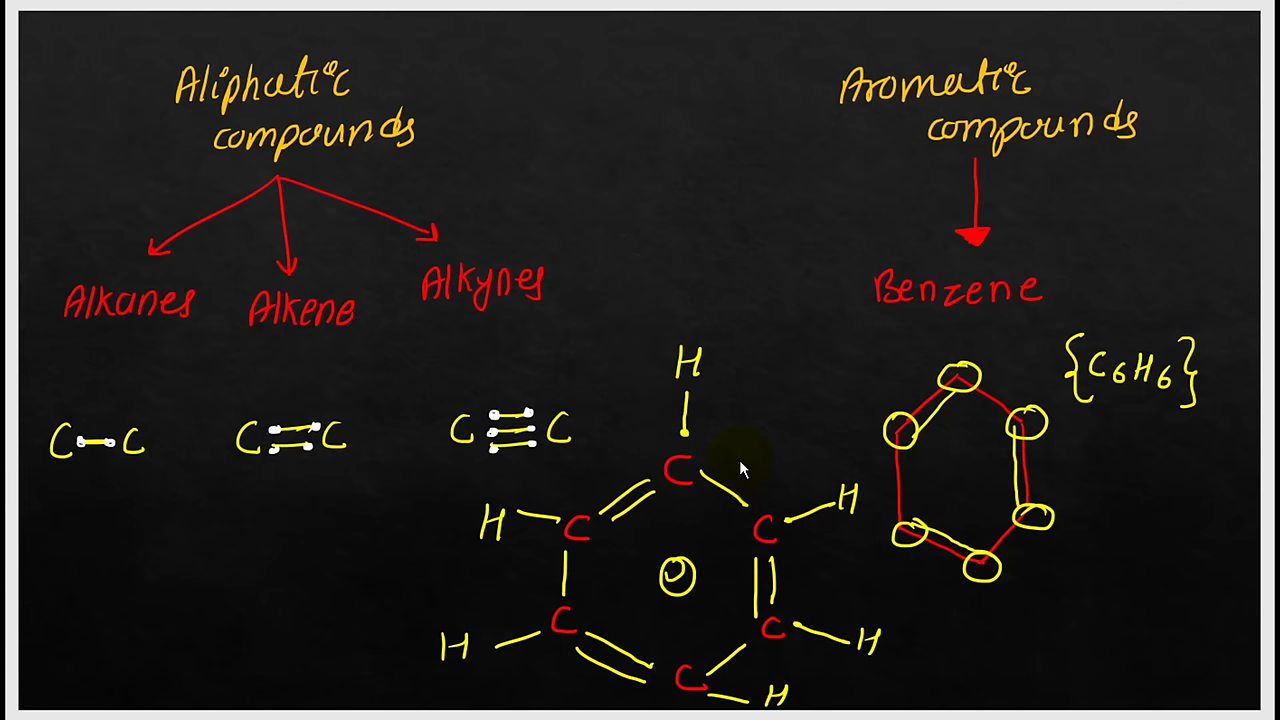 Aliphatic
compounds
Aromatic
compounds
Alkanes
Alkene
Alkynes
Benzene
{C6H6}
C-C
C=C
C≡C
H
C
H
C
C
H
C
H
C
H
C
H